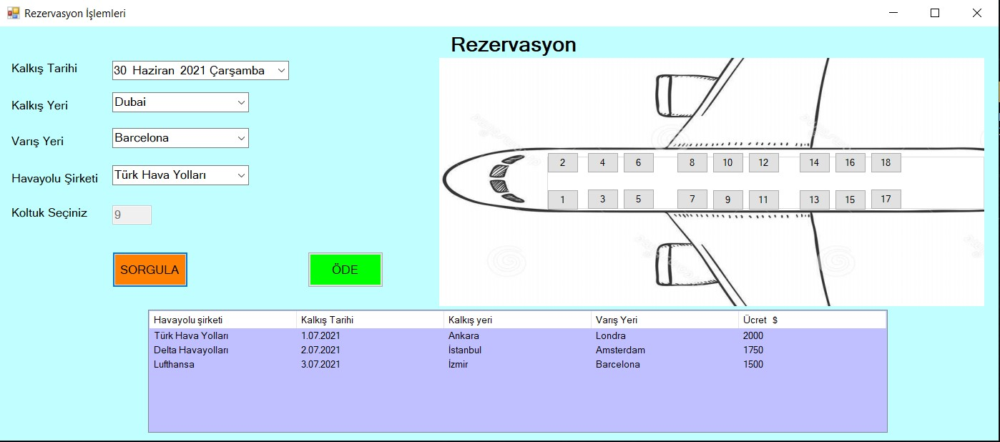 Rezervasyon İşlemleri
Rezervasyon
Kalkış Tarihi
30 Haziran 2021 Çarşamba
Kalkış Yeri
Dubai
Varış Yeri
Barcelona
Havayolu Şirketi
Türk Hava Yolları
Koltuk Seçiniz
9
SORGULA
ÖDE
2 4 6 8 10 12 14 16 18
1 3 5 7 9 11 13 15 17
Havayolu şirketi Kalkış Tarihi Kalkış yeri Varış Yeri Ücret $
Türk Hava Yolları 1.07.2021 Ankara Londra 2000
Delta Havayolları 2.07.2021 İstanbul Amsterdam 1750
Lufthansa 3.07.2021 İzmir Barcelona 1500